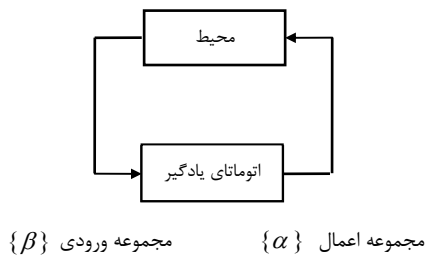 محیط
اتوماتای یادگیر
مجموعه اعمال {α} مجموعه ورودی {β}